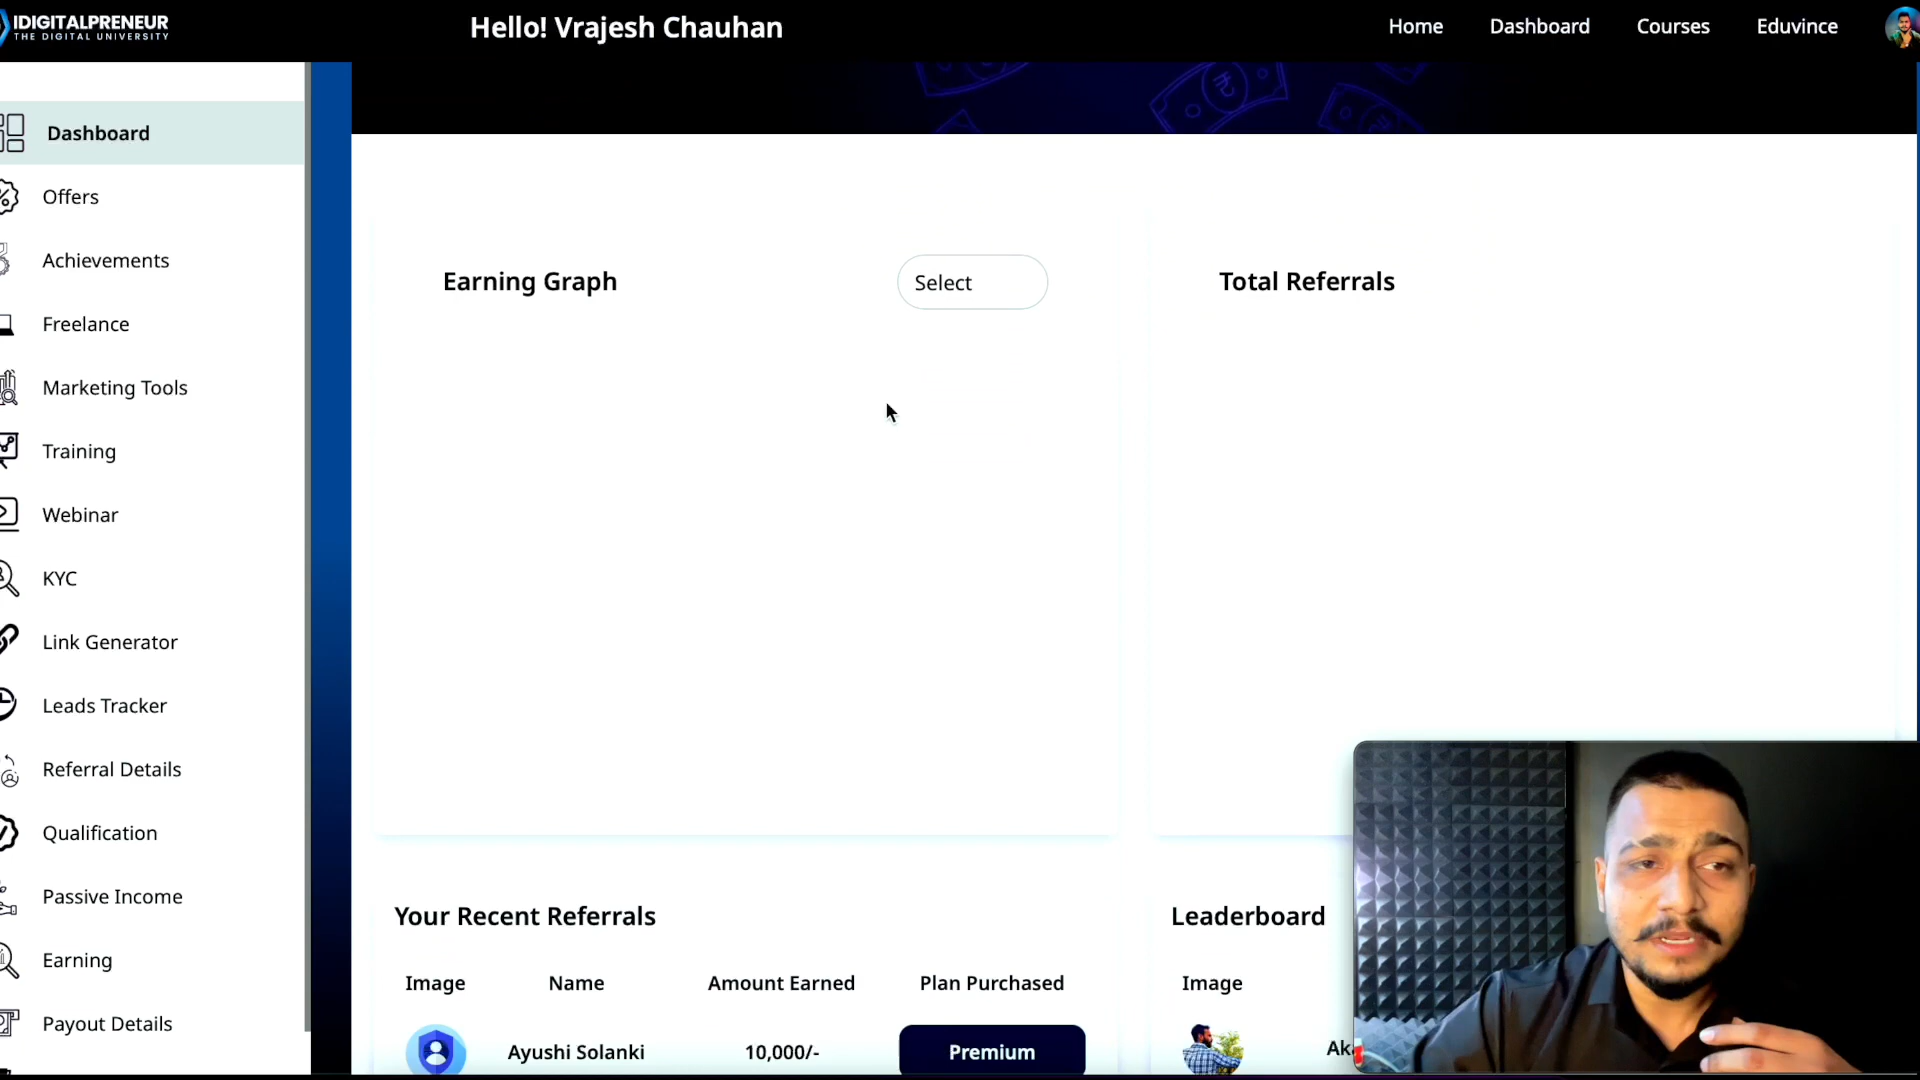 IDIGITALPRENEUR
THE DIGITAL UNIVERSITY
Hello! Vrajesh Chauhan
Home
Dashboard
Courses
Eduvince
Dashboard
Offers
Achievements
Freelance
Marketing Tools
Training
Webinar
KYC
Link Generator
Leads Tracker
Referral Details
Qualification
Passive Income
Earning
Payout Details
Earning Graph
Select
Total Referrals
Your Recent Referrals
Image Name Amount Earned Plan Purchased
Ayushi Solanki 10,000/- Premium
Leaderboard
Image